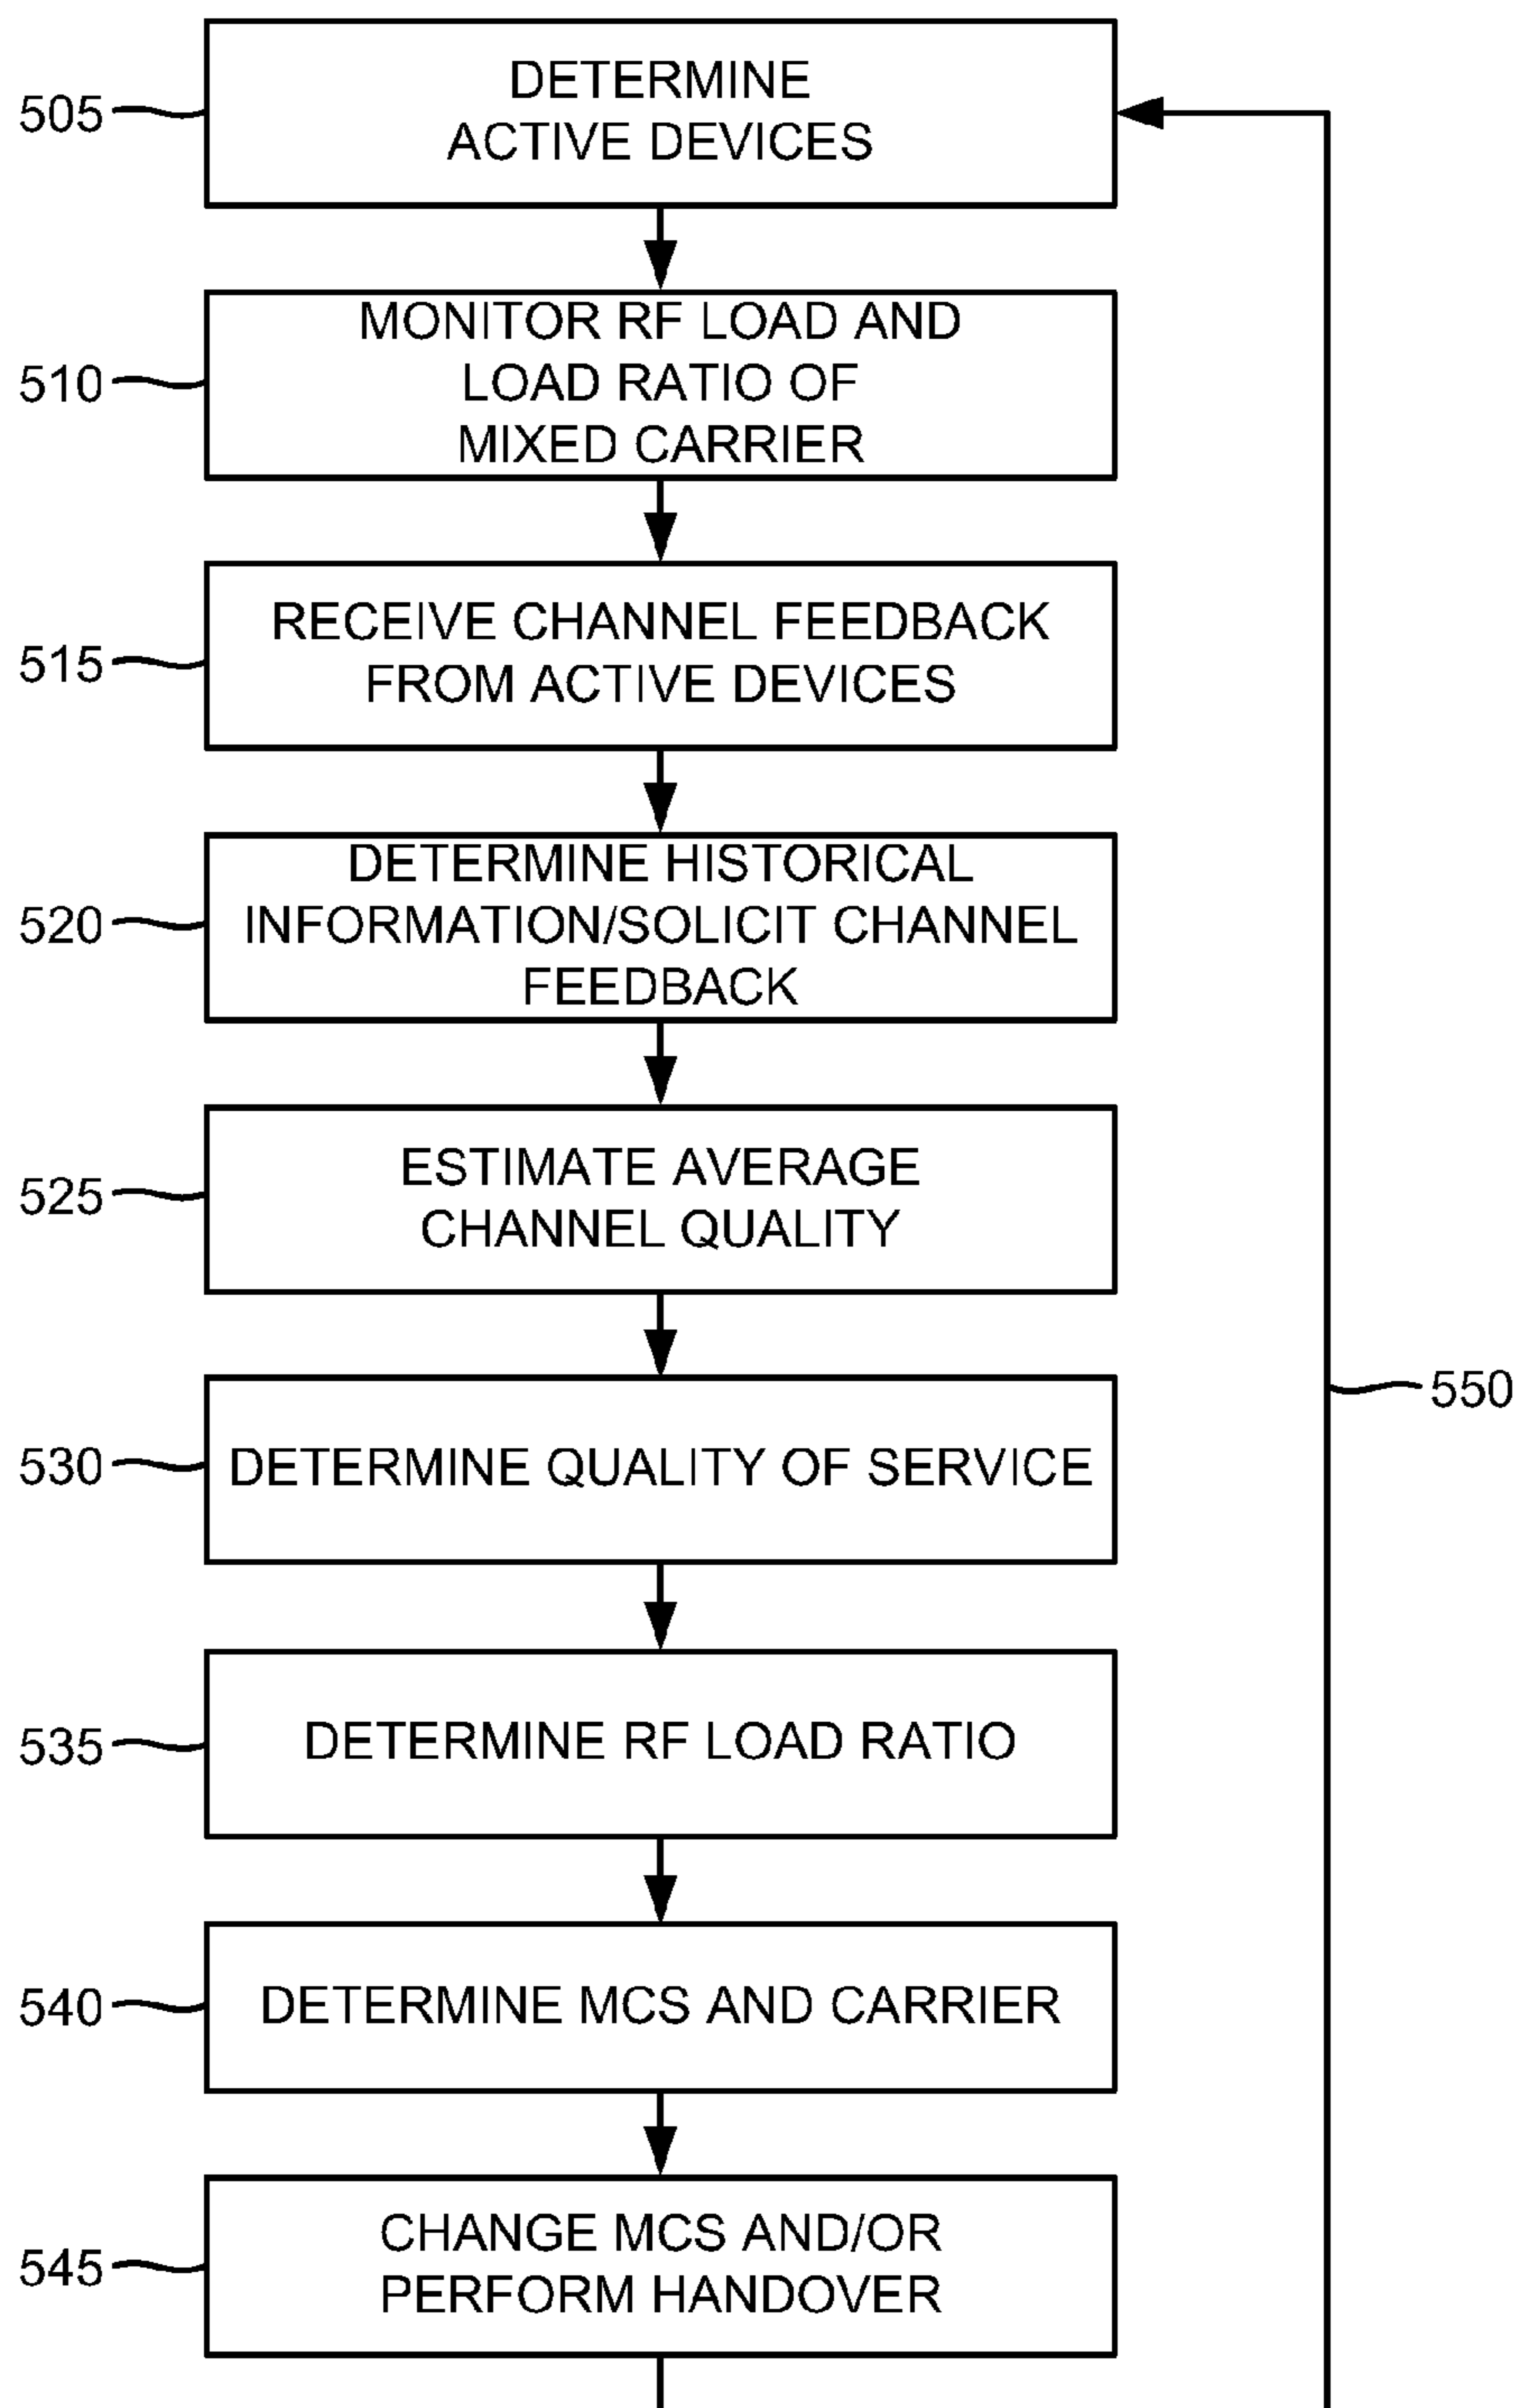 505
DETERMINE
ACTIVE DEVICES
510
MONITOR RF LOAD AND
LOAD RATIO OF
MIXED CARRIER
515
RECEIVE CHANNEL FEEDBACK
FROM ACTIVE DEVICES
520
DETERMINE HISTORICAL
INFORMATION/SOLICIT CHANNEL
FEEDBACK
525
ESTIMATE AVERAGE
CHANNEL QUALITY
550
530
DETERMINE QUALITY OF SERVICE
535
DETERMINE RF LOAD RATIO
540
DETERMINE MCS AND CARRIER
545
CHANGE MCS AND/OR
PERFORM HANDOVER